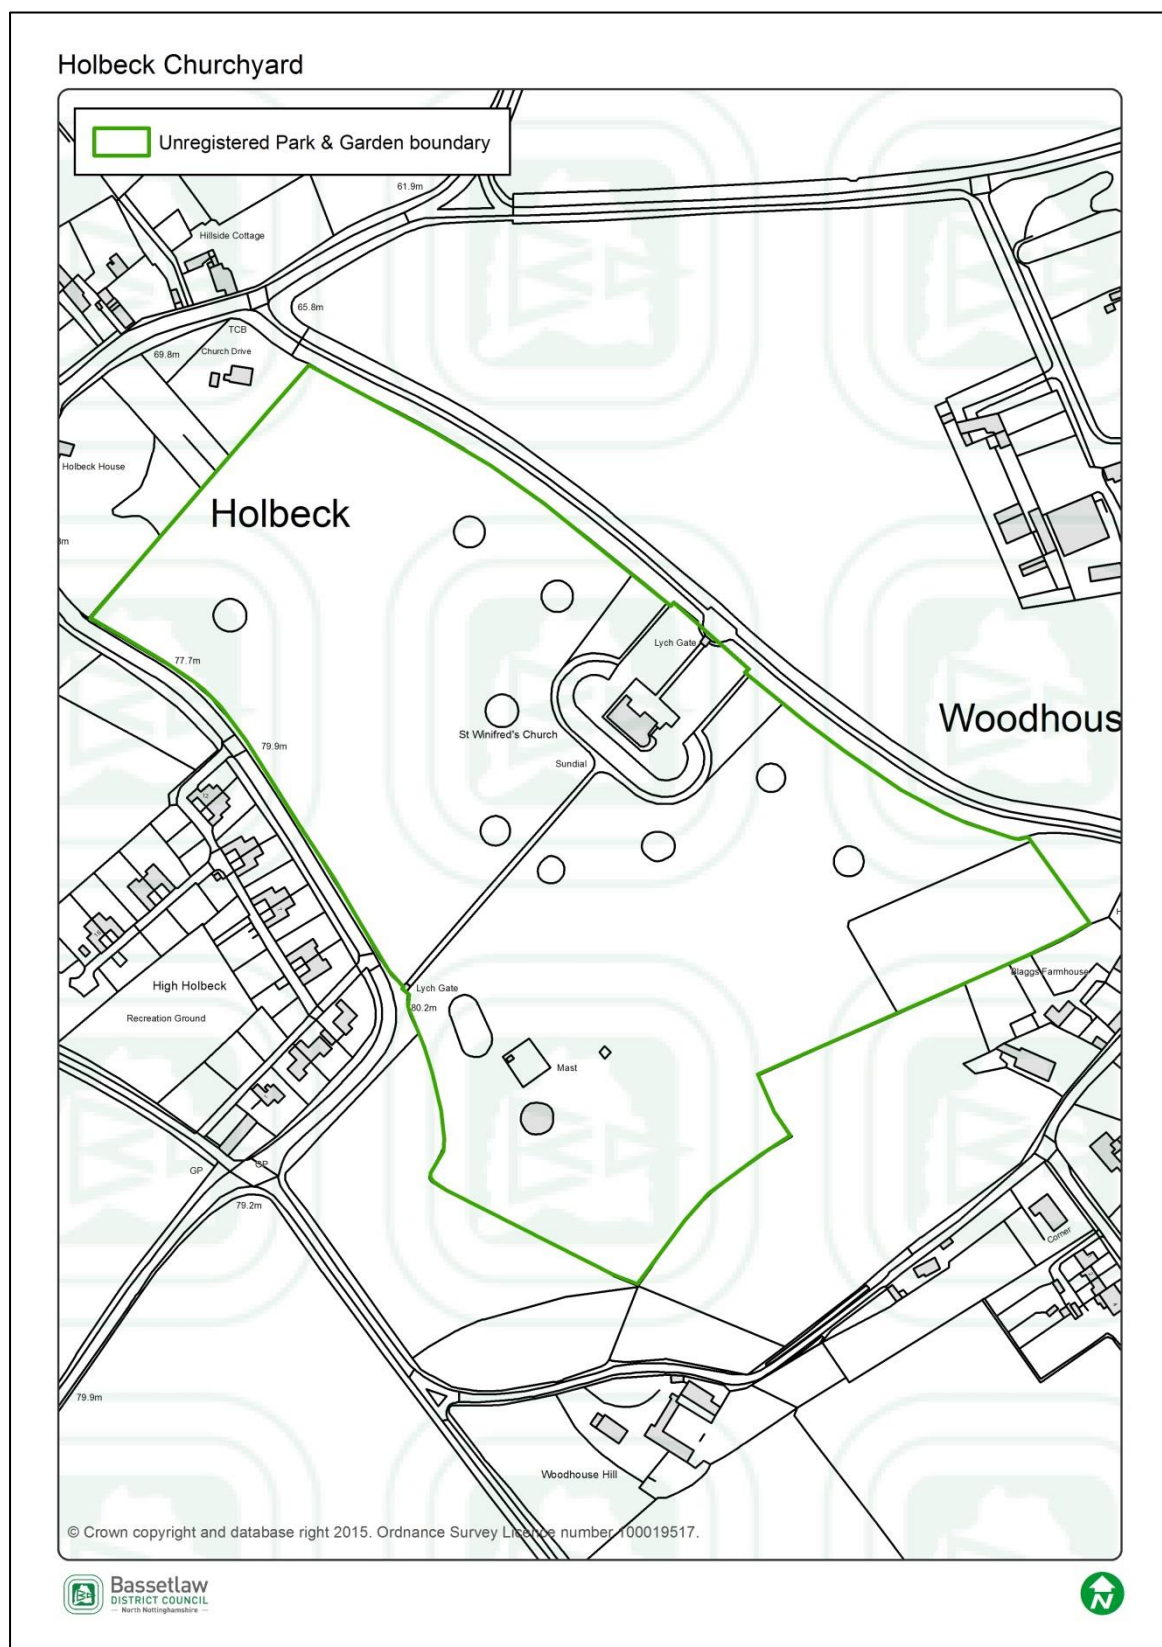 Holbeck Churchyard
Unregistered Park & Garden boundary
61.9m
Hillside Cottage
65.8m
TCB
69.8m
Church Drive
Holbeck House
Holbeck
77.7m
Lych Gate
Woodhous
St Winifred's Church
79.9m
Sundial
12
Blaggs Farmhouse
High Holbeck
Lych Gate
80.2m
Recreation Ground
Mast
GP
GP
79.2m
Corner
79.9m
Woodhouse Hill
© Crown copyright and database right 2015. Ordnance Survey Licence number 100019517.
Bassetlaw
DISTRICT COUNCIL
North Nottinghamshire
N